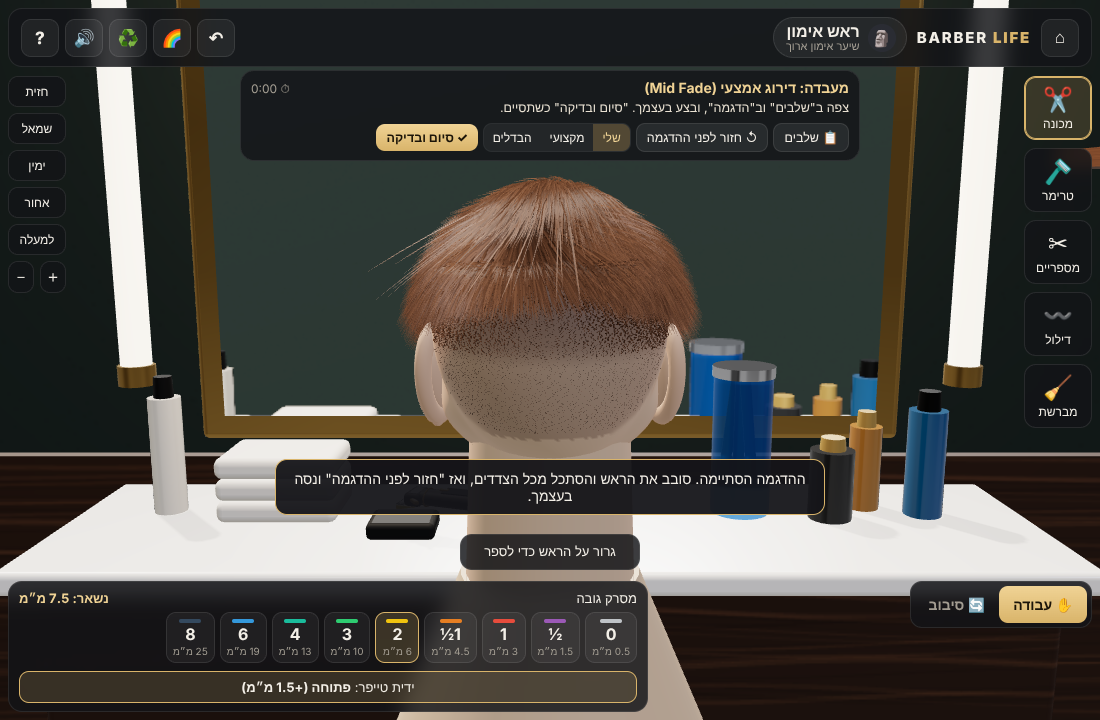 ⌂ BARBER LIFE
ראש אימון
שיער אימון ארוך
↶
?
מעבדה: דירוג אמצעי (Mid Fade)
⏱ 0:00
צפה ב"שלבים" וב"הדגמה", ובצע בעצמך. "סיום ובדיקה" כשתסיים.
📋 שלבים
↺ חזור לפני ההדגמה
שלי
מקצועי
הבדלים
✓ סיום ובדיקה
מכונה
טרימר
מספריים
דילול
מברשת
חזית
שמאל
ימין
אחור
למעלה
+
−
ההדגמה הסתיימה. סובב את הראש והסתכל מכל הצדדים, ואז "חזור לפני ההדגמה" ונסה
בעצמך.
גרור על הראש כדי לספר
עבודה
סיבוב
מסרק גובה
נשאר: 7.5 מ״מ
0
0.5 מ״מ
½
1.5 מ״מ
1
3 מ״מ
1½
4.5 מ״מ
2
6 מ״מ
3
10 מ״מ
4
13 מ״מ
6
19 מ״מ
8
25 מ״מ
ידית טייפר: פתוחה (+1.5 מ״מ)